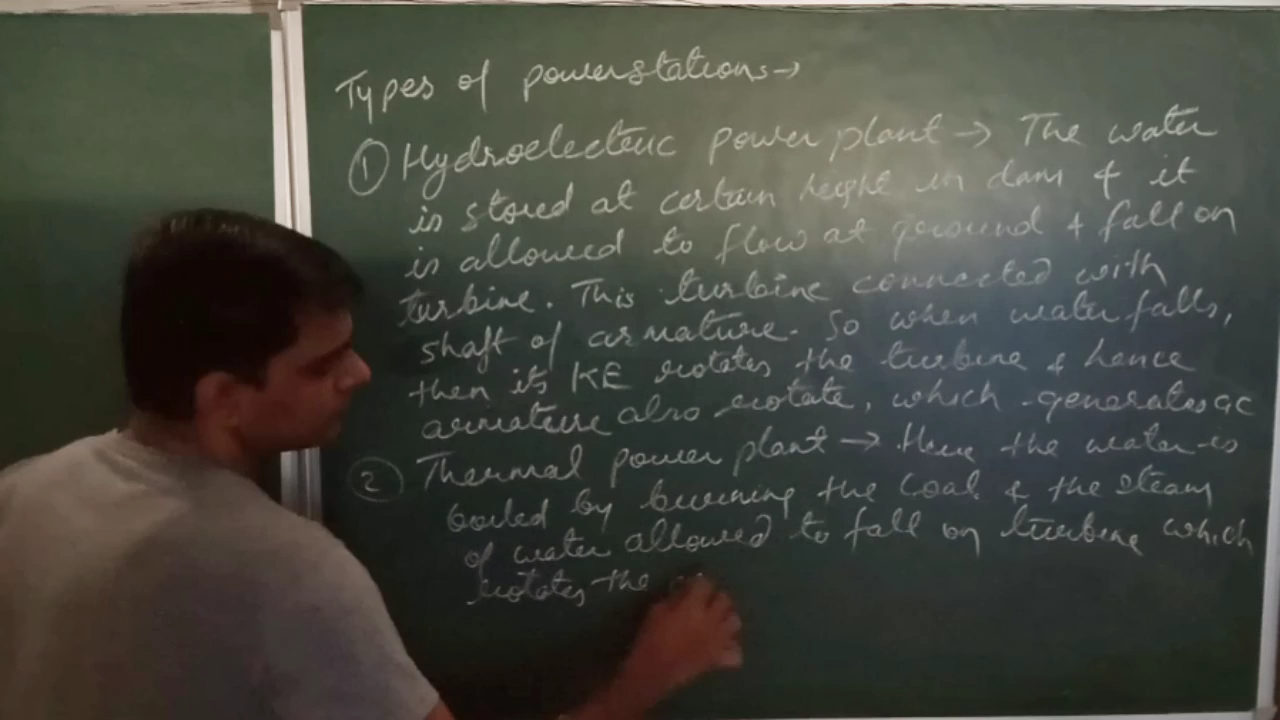 Types of powerstations→
① Hydroelectric power plant → The water
is stored at certain height in dam & it
is allowed to flow at ground & fall on
turbine. This turbine connected with
shaft of armature. So when water falls,
then its KE rotates the turbine & hence
armature also rotate, which generates ac
② Thermal power plant → Here the water is
boiled by burning the coal & the steam
of water allowed to fall on turbine which
rotates the